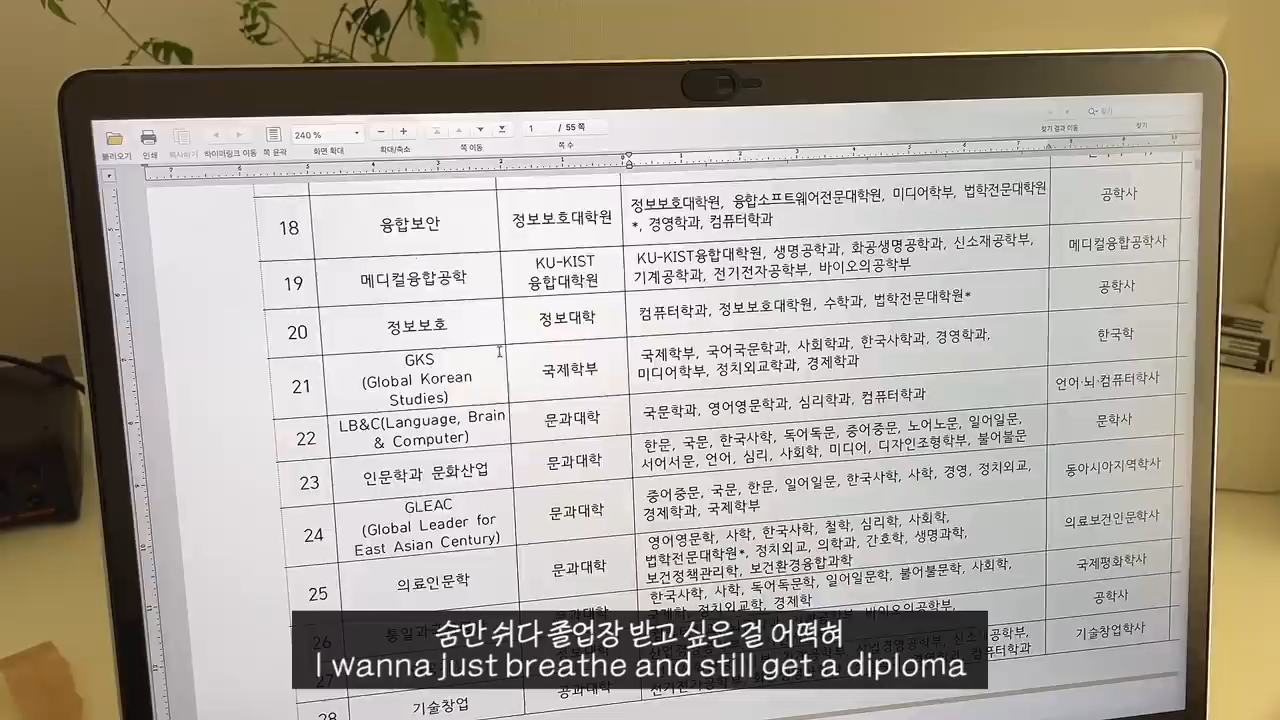 불러오기 인쇄 복사하기 하이퍼링크 이동 쪽 윤곽 240 % 화면 확대 확대/축소 쪽 이동 1 / 55 쪽 쪽 수 찾기 결과 이동 찾기 찾기
18 융합보안 정보보호대학원 정보보호대학원, 융합소프트웨어전문대학원, 미디어학부, 법학전문대학원 공학사
*, 경영학과, 컴퓨터학과
19 메디컬융합공학 KU-KIST KU-KIST융합대학원, 생명공학과, 화공생명공학과, 신소재공학부, 메디컬융합공학사
융합대학원 기계공학과, 전기전자공학부, 바이오의공학부
20 정보보호 정보대학 컴퓨터학과, 정보보호대학원, 수학과, 법학전문대학원* 공학사
GKS
21 (Global Korean 국제학부 국제학부, 국어국문학과, 사회학과, 한국사학과, 경영학과, 한국학
Studies) 미디어학부, 정치외교학과, 경제학과
22 LB&C(Language, Brain 문과대학 국문학과, 영어영문학과, 심리학과, 컴퓨터학과 언어·뇌·컴퓨터학사
& Computer)
23 인문학과 문화산업 문과대학 한문, 국문, 한국사학, 독어독문, 중어중문, 노어노문, 일어일문, 문학사
서어서문, 언어, 심리, 사회학, 미디어, 디자인조형학부, 불어불문
GLEAC
24 (Global Leader for 문과대학 중어중문, 국문, 한문, 일어일문, 한국사학, 사학, 경영, 정치외교, 동아시아지역학사
East Asian Century) 경제학과, 국제학부
25 의료인문학 문과대학 영어영문학, 사학, 한국사학, 철학, 심리학, 사회학, 의료보건인문학사
법학전문대학원*, 정치외교, 의학과, 간호학, 생명과학,
보건정책관리학, 보건환경융합과학
26 한국사학, 사학, 독어독문학, 일어일문학, 불어불문학, 사회학, 국제평화학사
정치외교학, 경제학
27 공학사
28 기술창업 공과대학 기술창업학사
숨만 쉬다 졸업장 받고 싶은 걸 어떡혀
I wanna just breathe and still get a diploma